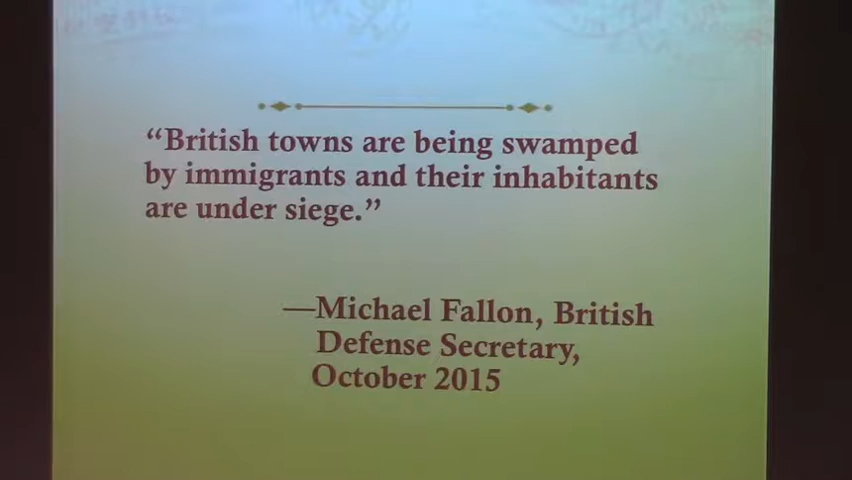 “British towns are being swamped
by immigrants and their inhabitants
are under siege.”
—Michael Fallon, British
Defense Secretary,
October 2015